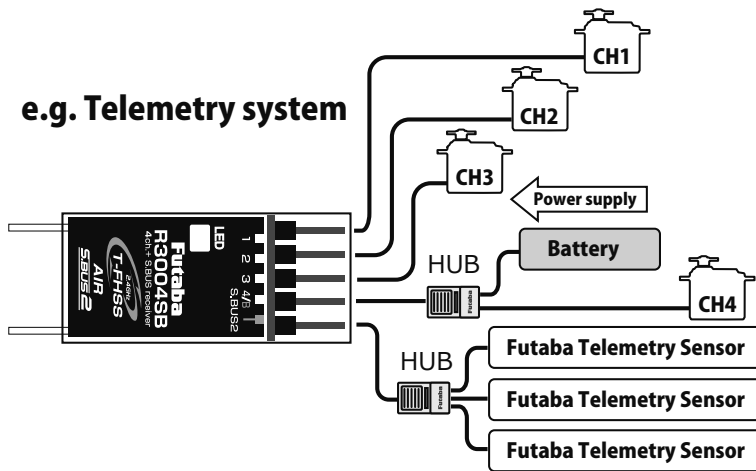 e.g. Telemetry system
CH1
CH2
CH3
Power supply
Battery
HUB
CH4
HUB
Futaba Telemetry Sensor
Futaba Telemetry Sensor
Futaba Telemetry Sensor
LED
Futaba
R3004SB
4ch.+ S.BUS receiver
2.4GHz
T-FHSS
AIR
S.BUS2
1
2
3
4/B
S.BUS2
Futaba
Futaba